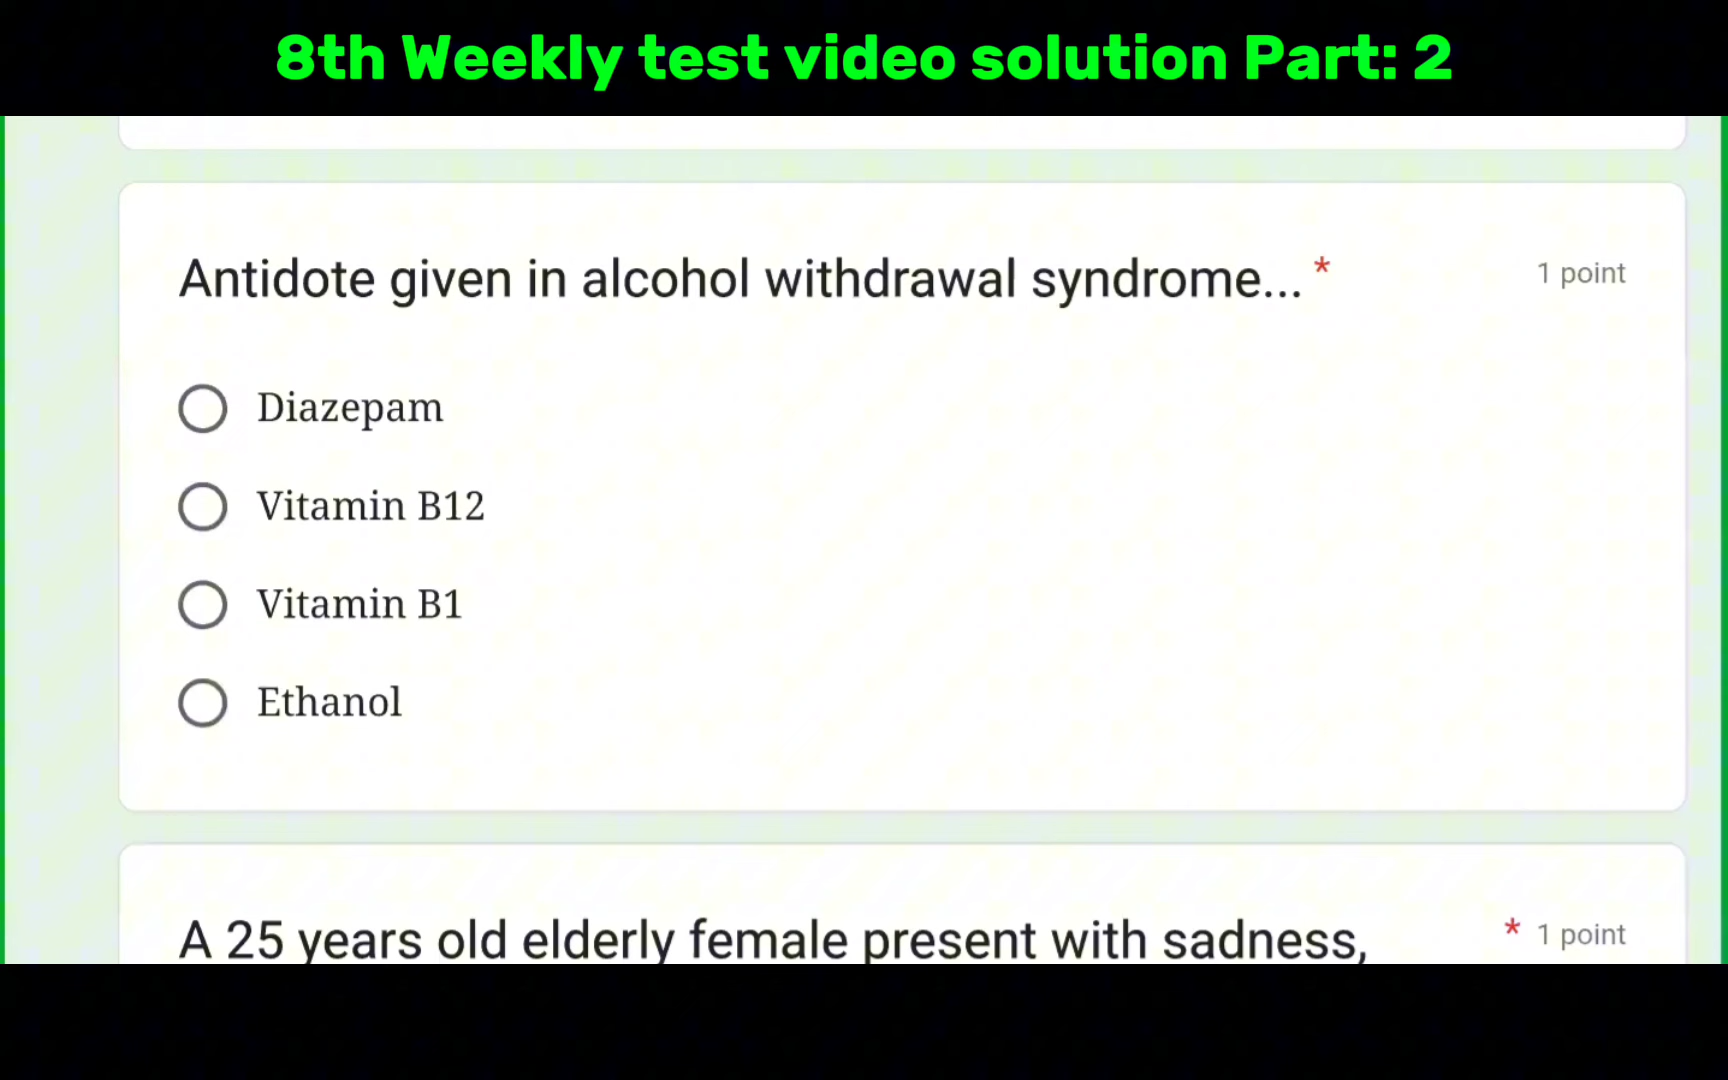 8th Weekly test video solution Part: 2
Antidote given in alcohol withdrawal syndrome... * 1 point
Diazepam
Vitamin B12
Vitamin B1
Ethanol
A 25 years old elderly female present with sadness, * 1 point